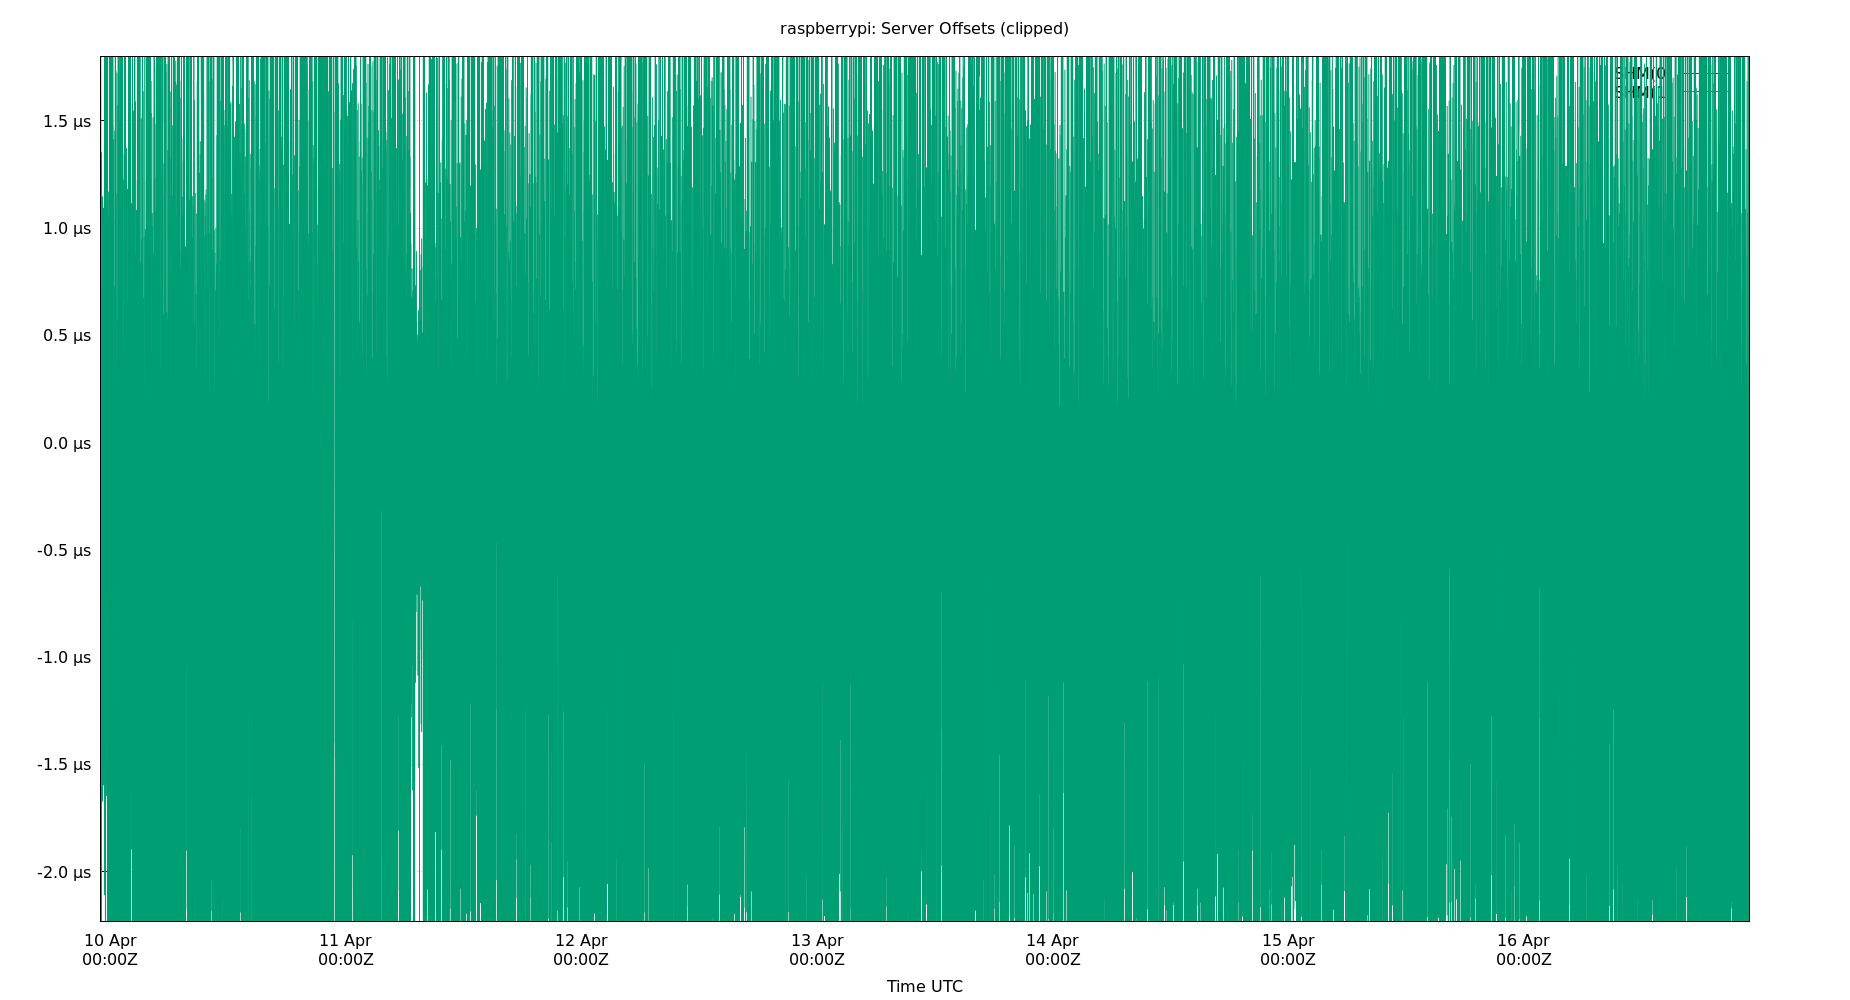 raspberrypi: Server Offsets (clipped)
SHM(0
SHM(
1.5 µs
1.0 µs
0.5 µs
0.0 µs
-0.5 µs
-1.0 µs
-1.5 µs
-2.0 µs
10 Apr 11 Apr 12 Apr 13 Apr 14 Apr 15 Apr 16 Apr
00:00Z 00:00Z 00:00Z 00:00Z 00:00Z 00:00Z 00:00Z
Time UTC